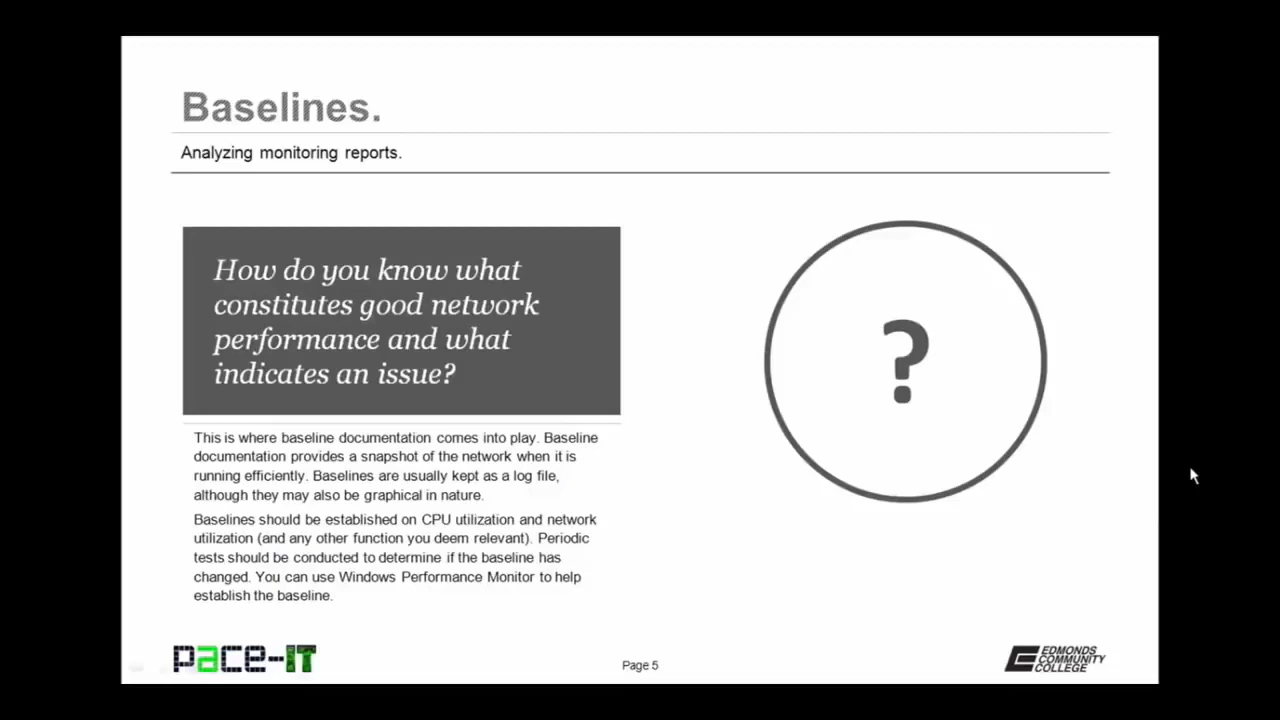 Baselines.
Analyzing monitoring reports.
How do you know what
constitutes good network
performance and what
indicates an issue?
?
This is where baseline documentation comes into play. Baseline
documentation provides a snapshot of the network when it is
running efficiently. Baselines are usually kept as a log file,
although they may also be graphical in nature.
Baselines should be established on CPU utilization and network
utilization (and any other function you deem relevant). Periodic
tests should be conducted to determine if the baseline has
changed. You can use Windows Performance Monitor to help
establish the baseline.
pace-IT
Page 5
EDMONDS
COMMUNITY
COLLEGE